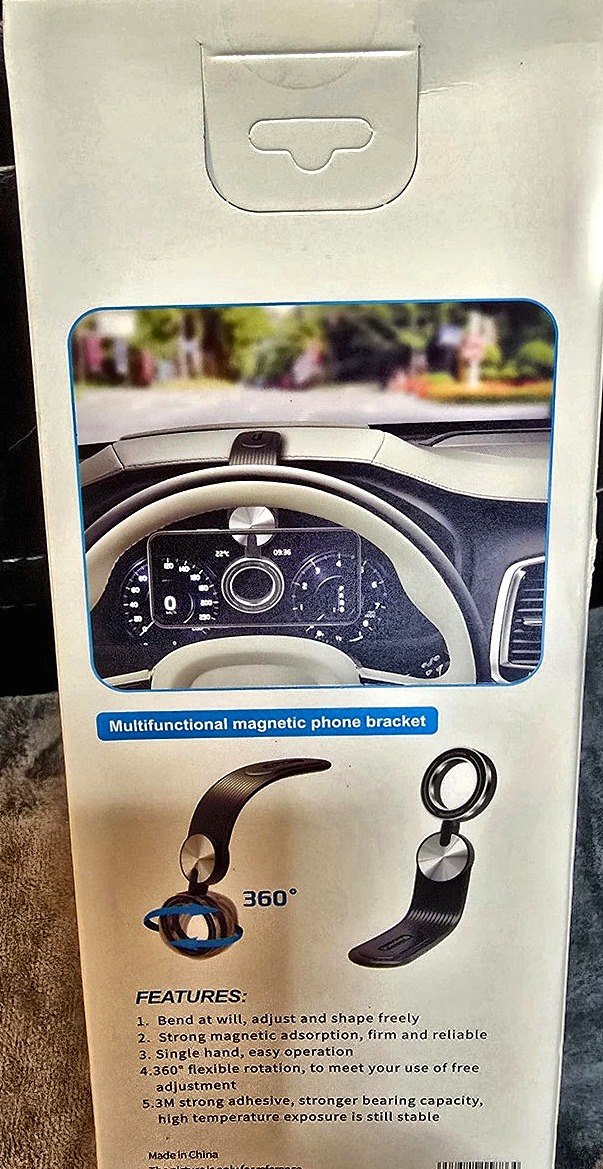 22℃ 09:36
Multifunctional magnetic phone bracket
360°
FEATURES:
1. Bend at will, adjust and shape freely
2. Strong magnetic adsorption, firm and reliable
3. Single hand, easy operation
4.360° flexible rotation, to meet your use of free
adjustment
5.3M strong adhesive, stronger bearing capacity,
high temperature exposure is still stable
Made in China